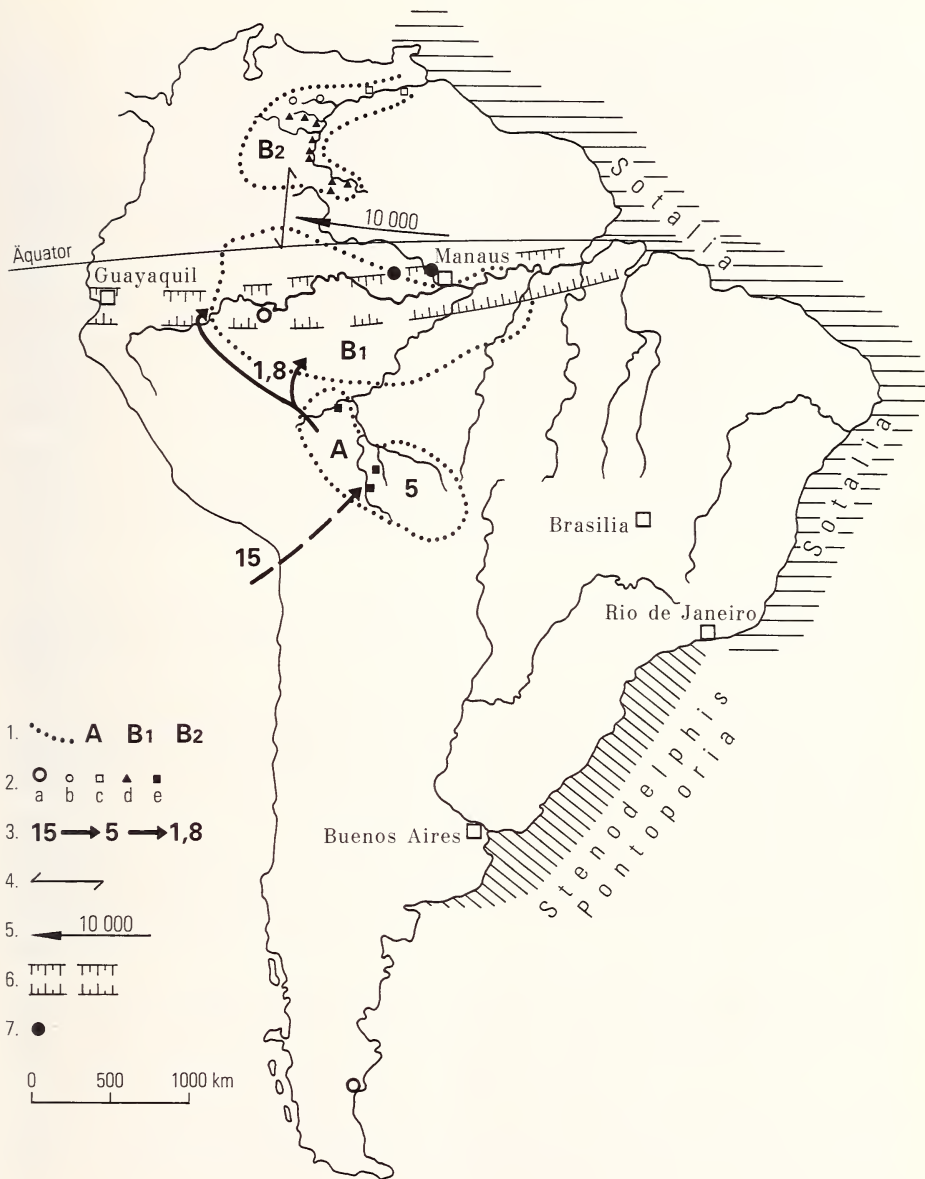 B2
10 000
Äquator
Manaus
Guayaquil
B1
1,8
A
5
15
Brasilia
Rio de Janeiro
Buenos Aires
Sotalia
Sotalia
Stenodelphis
Pontoporia
1. A B1 B2
2. a b c d e
3. 15 5 1,8
4.
5. 10 000
6.
7.
0 500 1000 km